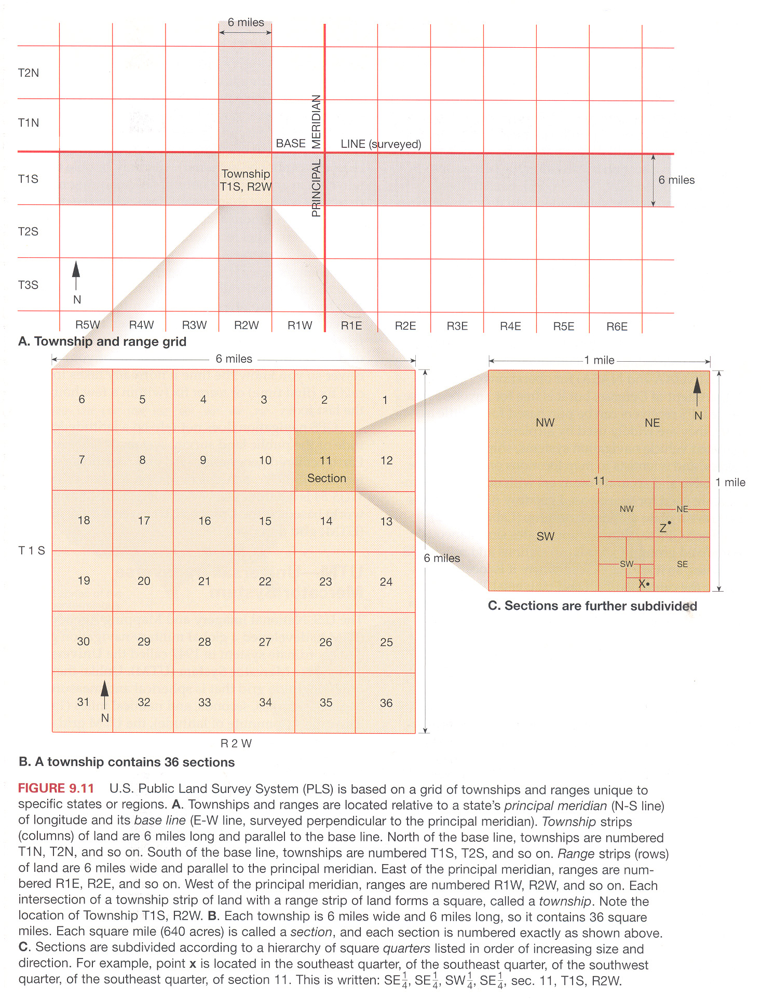 6 miles
T2N
T1N
PRINCIPAL MERIDIAN
BASE LINE (surveyed)
T1S
Township
T1S, R2W
6 miles
T2S
T3S
N
R5W R4W R3W R2W R1W R1E R2E R3E R4E R5E R6E
A. Township and range grid
6 miles
6 5 4 3 2 1
7 8 9 10 11 12
Section
18 17 16 15 14 13
T 1 S
6 miles
19 20 21 22 23 24
30 29 28 27 26 25
31 32 33 34 35 36
N
R 2 W
B. A township contains 36 sections
1 mile
N
NW NE
11
1 mile
NW NE
Z
SW
SW SE
X
C. Sections are further subdivided
FIGURE 9.11 U.S. Public Land Survey System (PLS) is based on a grid of townships and ranges unique to
specific states or regions. A. Townships and ranges are located relative to a state's principal meridian (N-S line)
of longitude and its base line (E-W line, surveyed perpendicular to the principal meridian). Township strips
(columns) of land are 6 miles long and parallel to the base line. North of the base line, townships are numbered
T1N, T2N, and so on. South of the base line, townships are numbered T1S, T2S, and so on. Range strips (rows)
of land are 6 miles wide and parallel to the principal meridian. East of the principal meridian, ranges are num-
bered R1E, R2E, and so on. West of the principal meridian, ranges are numbered R1W, R2W, and so on. Each
intersection of a township strip of land with a range strip of land forms a square, called a township. Note the
location of Township T1S, R2W. B. Each township is 6 miles wide and 6 miles long, so it contains 36 square
miles. Each square mile (640 acres) is called a section, and each section is numbered exactly as shown above.
C. Sections are subdivided according to a hierarchy of square quarters listed in order of increasing size and
direction. For example, point x is located in the southeast quarter, of the southeast quarter, of the southwest
quarter, of the southeast quarter, of section 11. This is written: SE1/4, SE1/4, SW1/4, SE1/4, sec. 11, T1S, R2W.